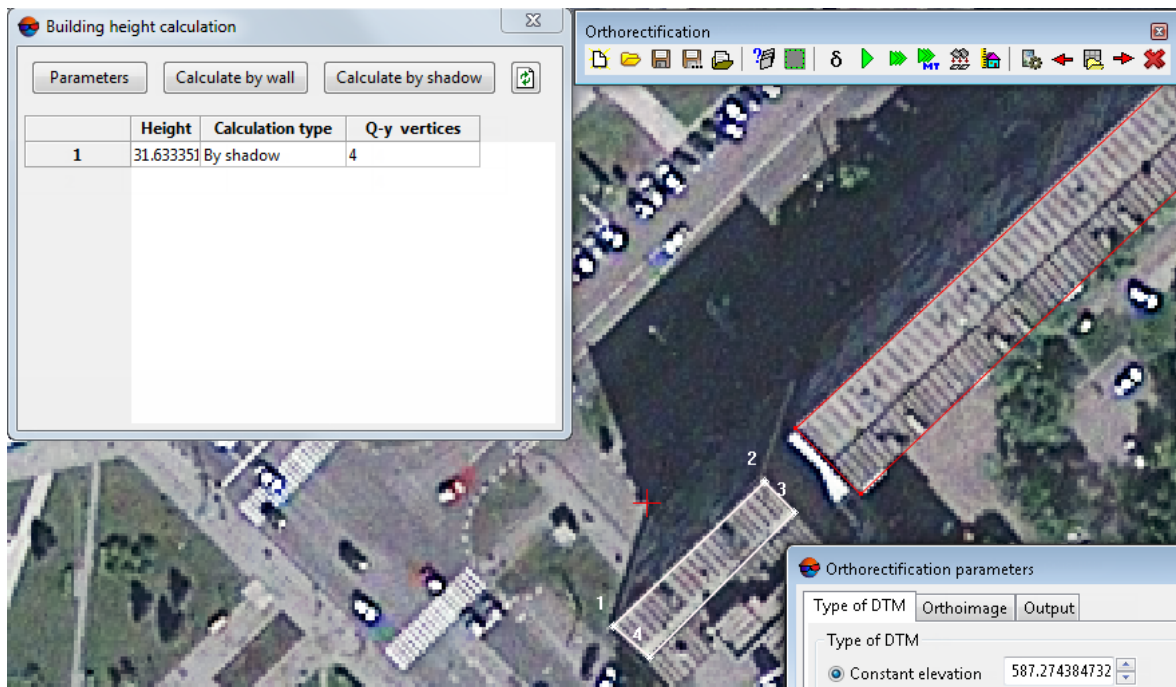 Building height calculation
Parameters
Calculate by wall
Calculate by shadow
Height Calculation type Q-y vertices
1 31.633351 By shadow 4
Orthorectification
δ
MT
2
3
1
4
Orthorectification parameters
Type of DTM Orthoimage Output
Type of DTM
Constant elevation 587.274384732